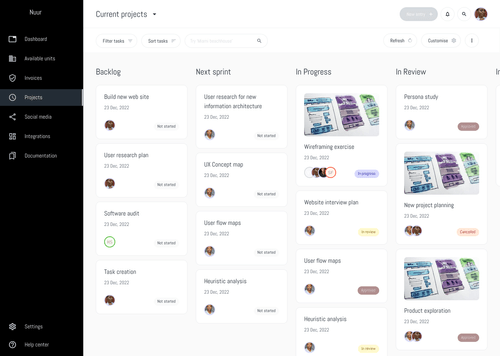 Nuur
Dashboard
Available units
Invoices
Projects
Social media
Integrations
Documentation
Settings
Help center
Current projects
Filter tasks
Sort tasks
Refresh
Customise
Backlog
Build new web site
23 Dec, 2022
Not started
User research plan
23 Dec, 2022
Not started
Software audit
23 Dec, 2022
Not started
Task creation
23 Dec, 2022
Not started
Next sprint
User research for new
information architecture
23 Dec, 2022
Not started
UX Concept map
23 Dec, 2022
Not started
User flow maps
23 Dec, 2022
Not started
Heuristic analysis
23 Dec, 2022
Not started
In Progress
Wireframing exercise
23 Dec, 2022
In progress
Website interview plan
23 Dec, 2022
In review
User flow maps
23 Dec, 2022
Heuristic analysis
23 Dec, 2022
In review
In Review
Persona study
23 Dec, 2022
New project planning
23 Dec, 2022
Cancelled
Product exploration
23 Dec, 2022